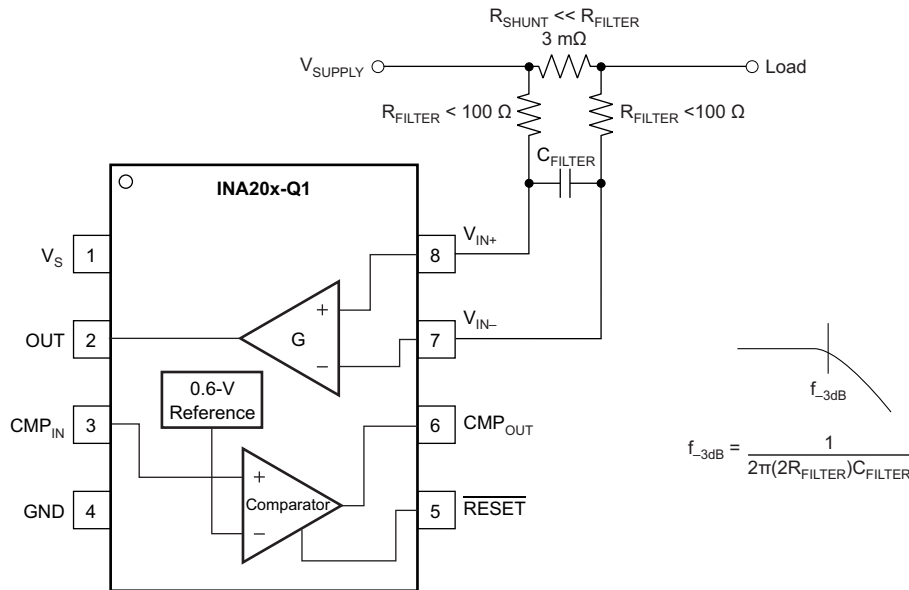 R_SHUNT << R_FILTER
3 mΩ
V_SUPPLY
Load
R_FILTER < 100 Ω
R_FILTER <100 Ω
C_FILTER
INA20x-Q1
V_S
1
8
V_IN+
+
G
−
OUT
2
7
V_IN−
0.6-V
Reference
CMP_IN
3
6
CMP_OUT
+
Comparator
−
GND
4
5
RESET
f_−3dB
f_−3dB = 1 / 2π(2R_FILTER)C_FILTER